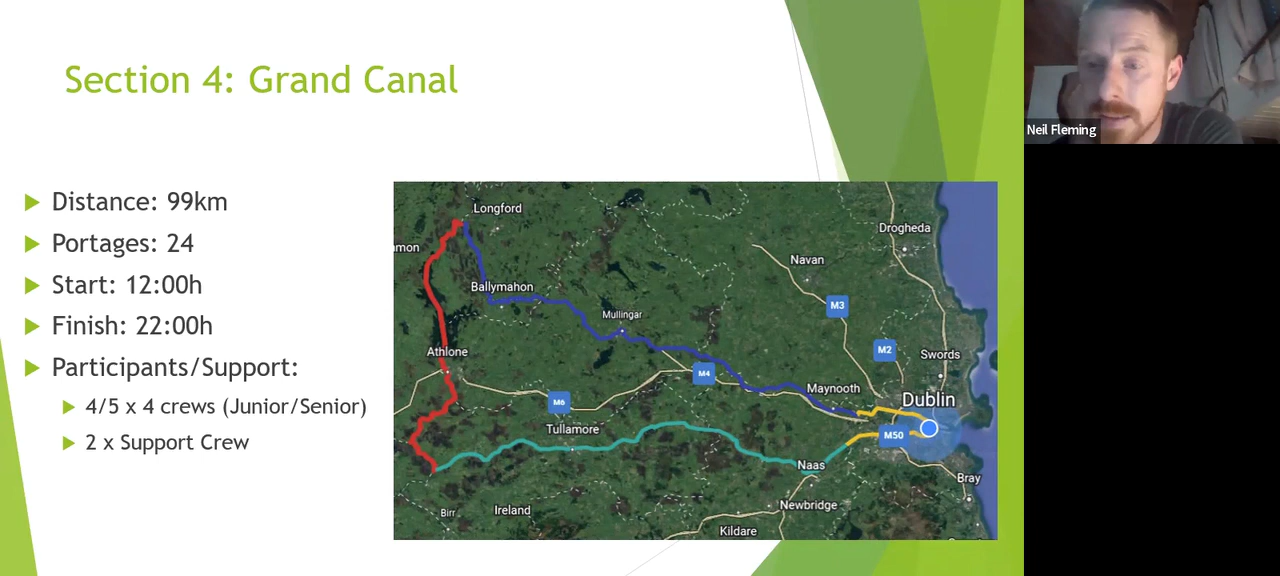 Section 4: Grand Canal
Neil Fleming
Distance: 99km
Portages: 24
Start: 12:00h
Finish: 22:00h
Participants/Support:
4/5 x 4 crews (Junior/Senior)
2 x Support Crew
Longford
Drogheda
mon
Navan
Ballymahon
M3
Mullingar
M2
Athlone
Swords
M4
Maynooth
Dublin
M6
Tullamore
M50
Naas
Bray
Birr
Ireland
Newbridge
Kildare